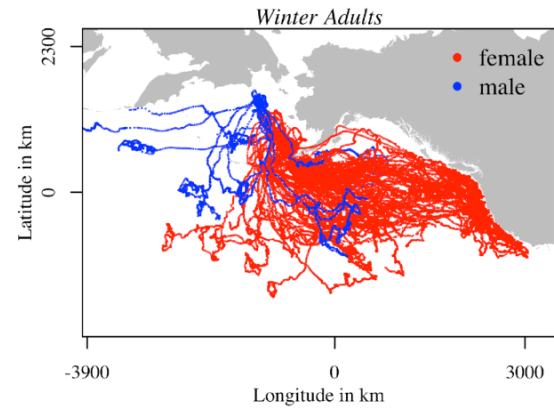 Winter Adults
2300
female
male
0
Latitude in km
-3900
0
3000
Longitude in km